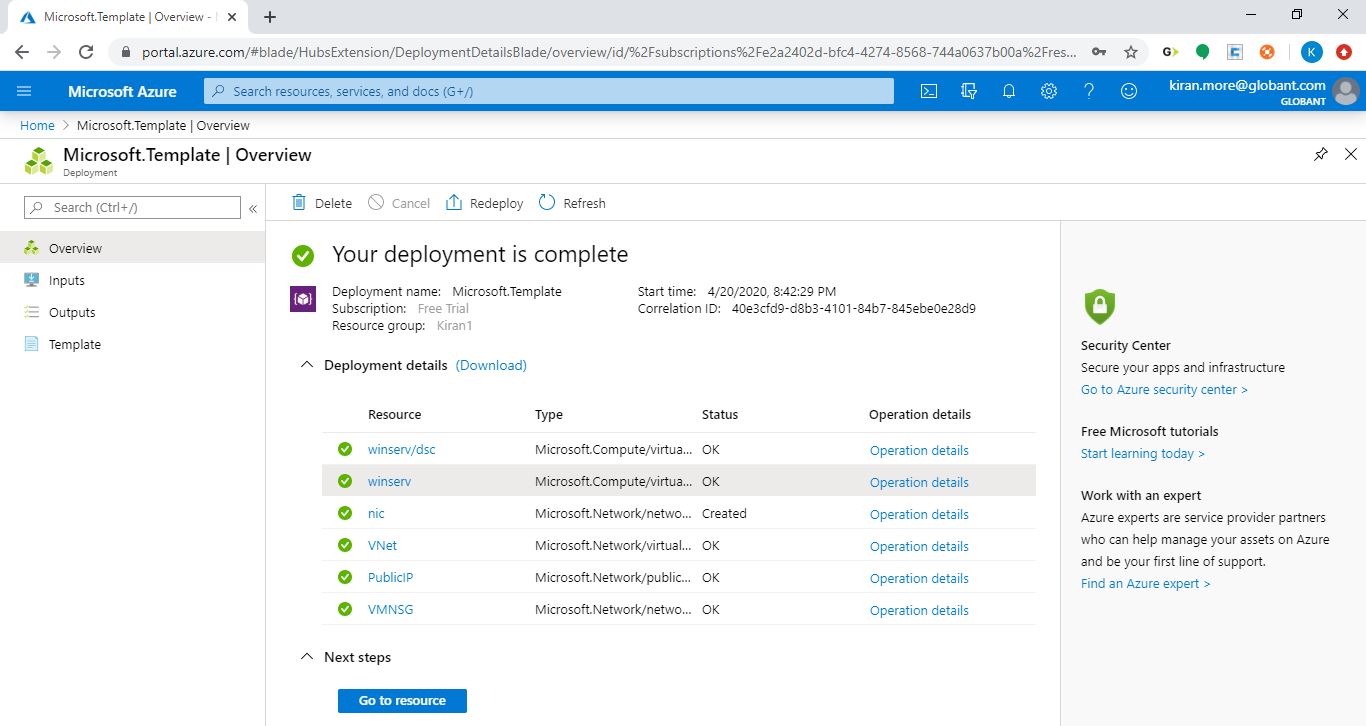 Microsoft.Template | Overview -
portal.azure.com/#blade/HubsExtension/DeploymentDetailsBlade/overview/id/%2Fsubscriptions%2Fe2a2402d-bfc4-4274-8568-744a0637b00a%2Fres...
G
K
Microsoft Azure
Search resources, services, and docs (G+/)
kiran.more@globant.com
GLOBANT
Home > Microsoft.Template | Overview
Microsoft.Template | Overview
Deployment
Search (Ctrl+/)
«
Delete
Cancel
Redeploy
Refresh
Overview
Inputs
Outputs
Template
Your deployment is complete
Deployment name: Microsoft.Template
Subscription: Free Trial
Resource group: Kiran1
Start time: 4/20/2020, 8:42:29 PM
Correlation ID: 40e3cfd9-d8b3-4101-84b7-845ebe0e28d9
Deployment details (Download)
Resource Type Status Operation details
winserv/dsc Microsoft.Compute/virtua... OK Operation details
winserv Microsoft.Compute/virtua... OK Operation details
nic Microsoft.Network/netwo... Created Operation details
VNet Microsoft.Network/virtual... OK Operation details
PublicIP Microsoft.Network/public... OK Operation details
VMNSG Microsoft.Network/netwo... OK Operation details
Next steps
Go to resource
Security Center
Secure your apps and infrastructure
Go to Azure security center >
Free Microsoft tutorials
Start learning today >
Work with an expert
Azure experts are service provider partners
who can help manage your assets on Azure
and be your first line of support.
Find an Azure expert >